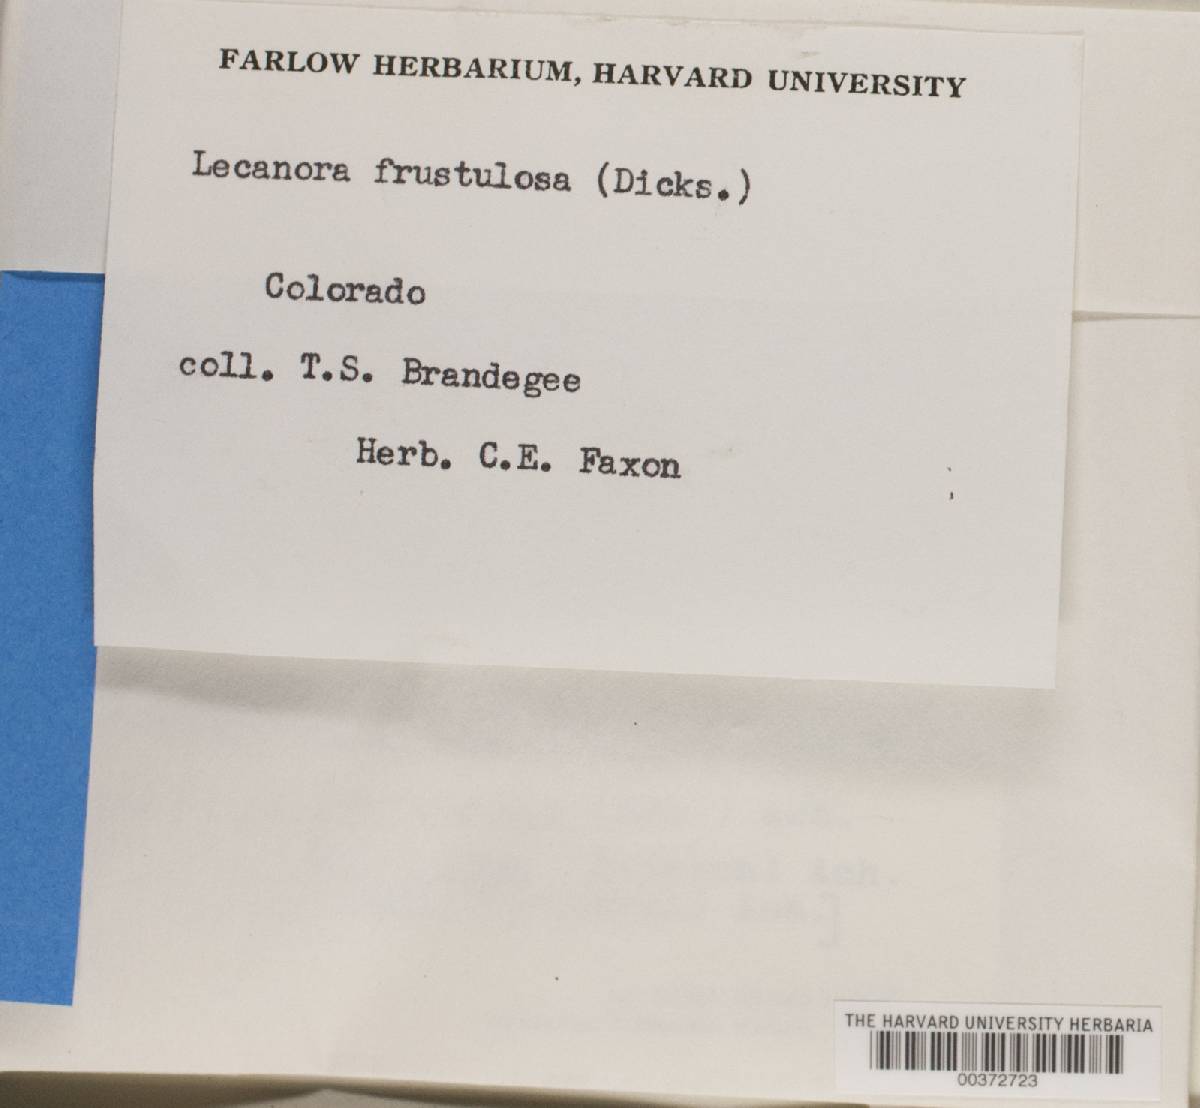 FARLOW HERBARIUM, HARVARD UNIVERSITY
Lecanora frustulosa (Dicks.)
Colorado
coll. T.S. Brandegee
Herb. C.E. Faxon
THE HARVARD UNIVERSITY HERBARIA
00372723